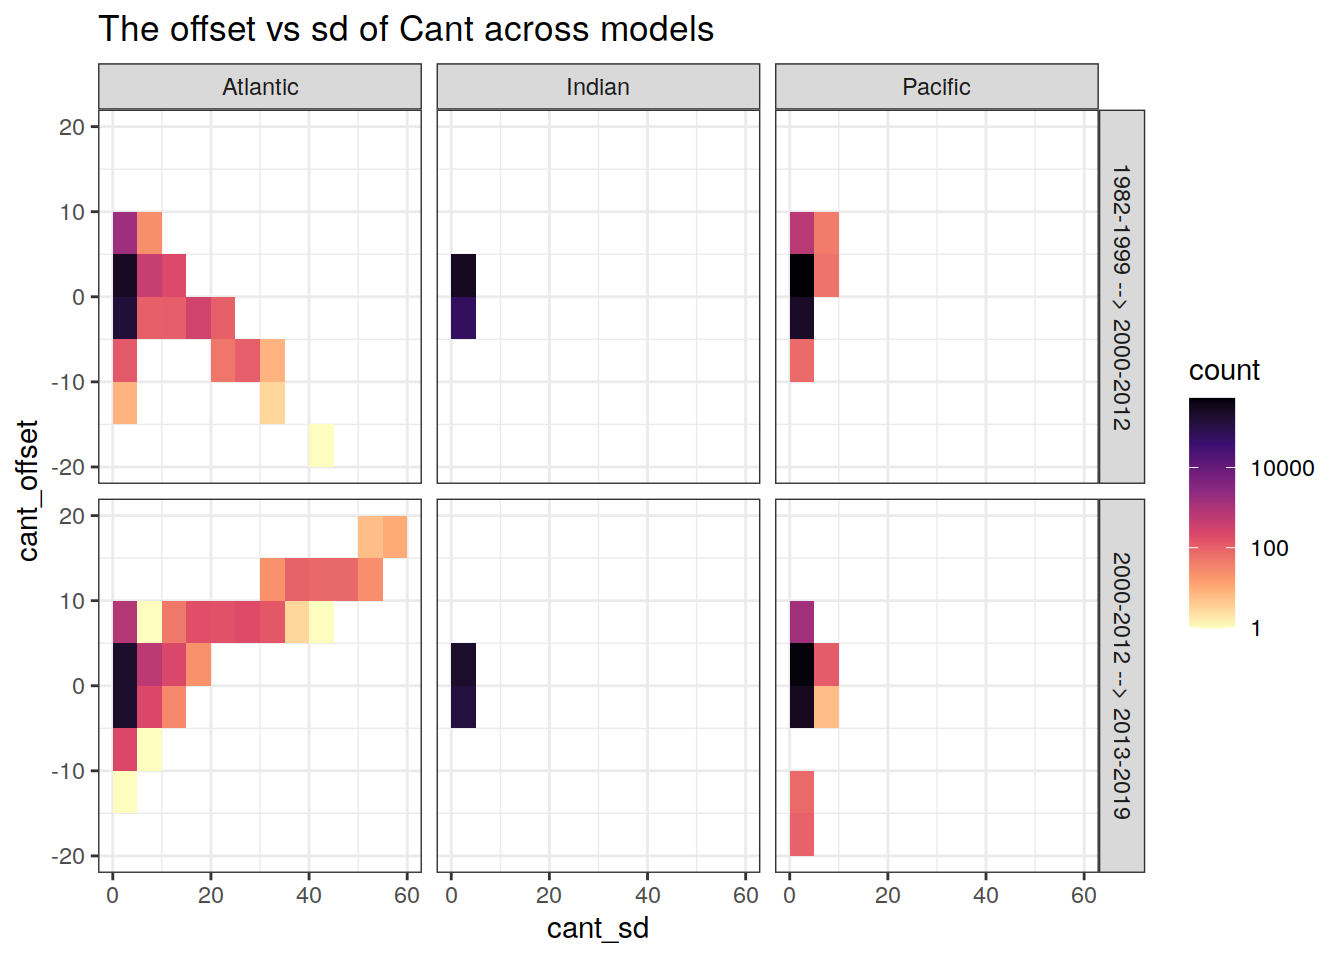 The offset vs sd of Cant across models
Atlantic
Indian
Pacific
20
10
0
-10
-20
1982-1999 --> 2000-2012
20
10
0
-10
-20
2000-2012 --> 2013-2019
0 20 40 60
0 20 40 60
0 20 40 60
cant_sd
cant_offset
count
10000
100
1